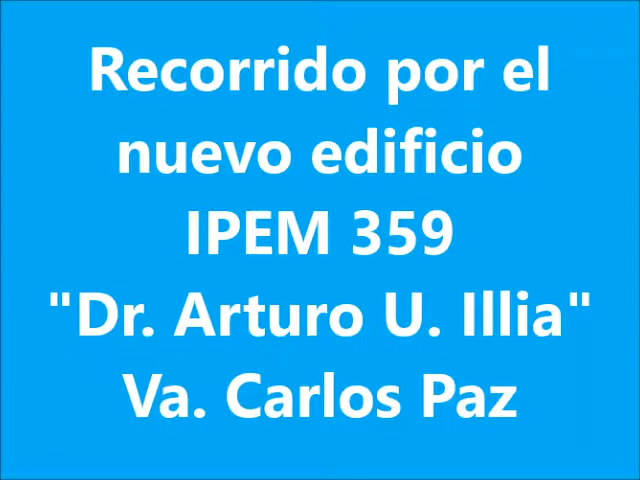 Recorrido por el
nuevo edificio
IPEM 359
"Dr. Arturo U. Illia"
Va. Carlos Paz